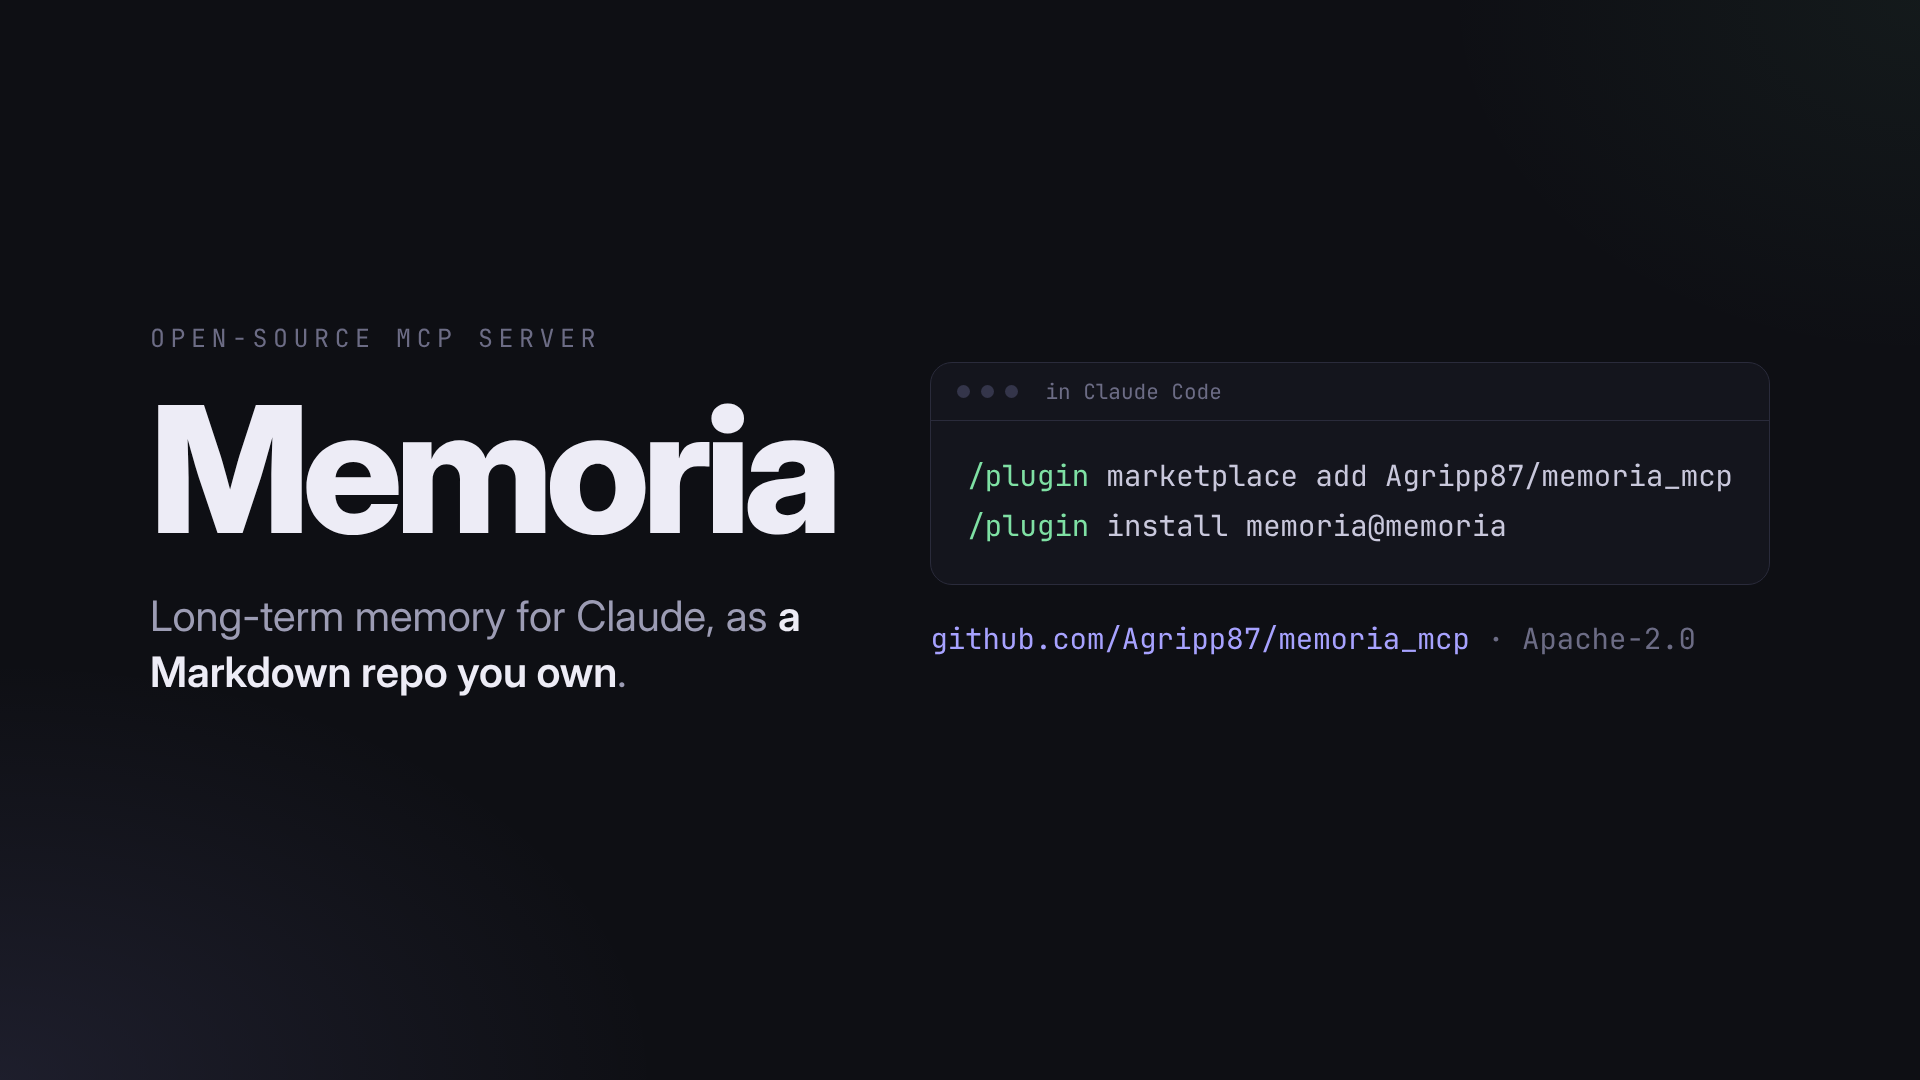 OPEN-SOURCE MCP SERVER
Memoria
Long-term memory for Claude, as a
Markdown repo you own.
in Claude Code
/plugin marketplace add Agripp87/memoria_mcp
/plugin install memoria@memoria
github.com/Agripp87/memoria_mcp · Apache-2.0